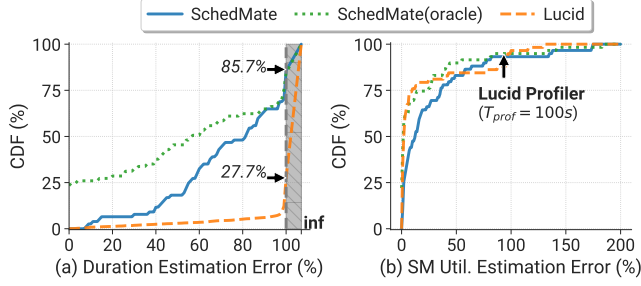 SchedMate SchedMate(oracle) Lucid
100
75
50
25
0
CDF (%)
85.7%
27.7%
inf
0 20 40 60 80 100
(a) Duration Estimation Error (%)
100
75
50
25
0
CDF (%)
Lucid Profiler
(T_prof = 100s)
0 50 100 150 200
(b) SM Util. Estimation Error (%)